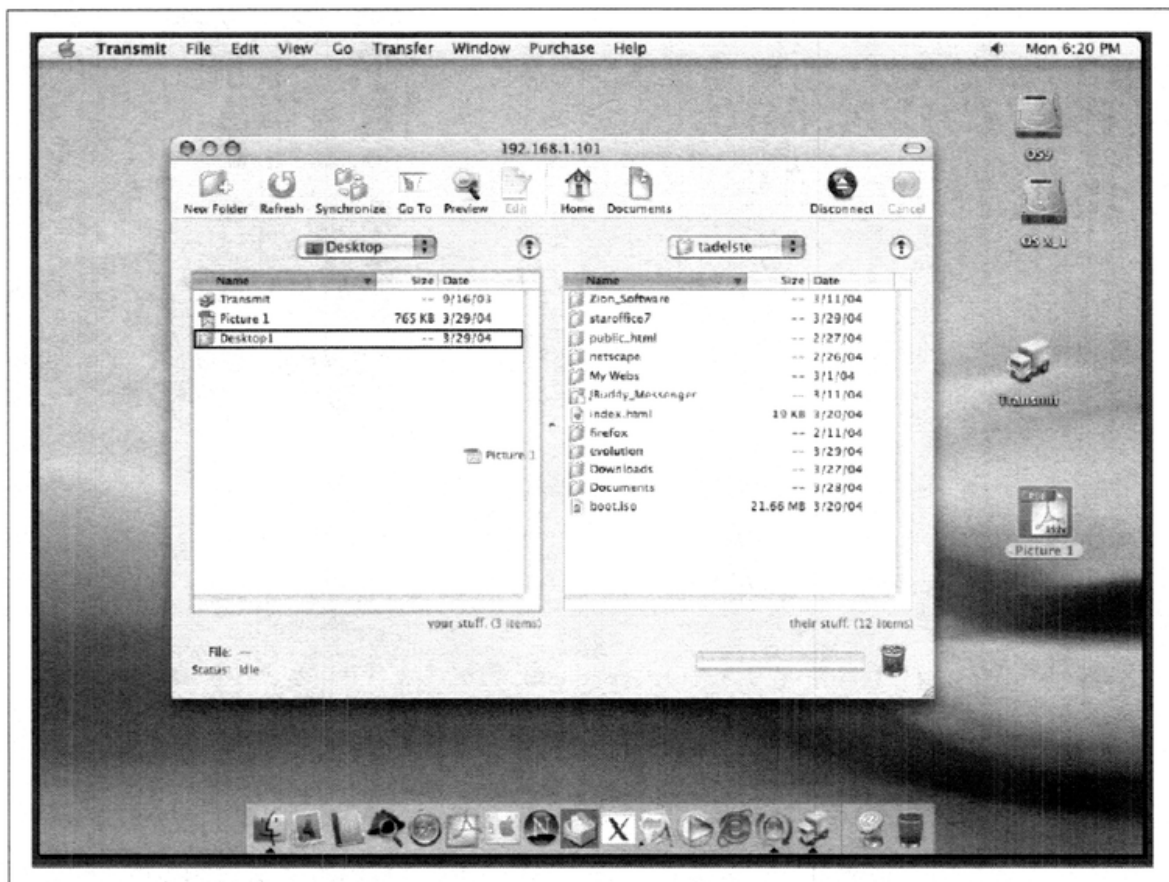 Transmit File Edit View Go Transfer Window Purchase Help Mon 6:20 PM
192.168.1.101
New Folder Refresh Synchronize Go To Preview Edit Home Documents Disconnect Cancel
Desktop
tadelste
Name Size Date
Transmit -- 9/16/03
Picture 1 765 KB 3/29/04
Desktop1 -- 3/29/04
Picture 1
your stuff. (3 items)
Name Size Date
Zion_Software -- 3/11/04
staroffice7 -- 3/29/04
public_html -- 2/27/04
netscape -- 2/26/04
My Webs -- 3/1/04
JBuddy_Messenger -- 3/11/04
index.html 19 KB 3/20/04
firefox -- 2/11/04
evolution -- 3/29/04
Downloads -- 3/27/04
Documents -- 3/28/04
boot.iso 21.66 MB 3/20/04
their stuff. (12 items)
File: --
Status: Idle
OS9
OS X_1
Transmit
Picture 1